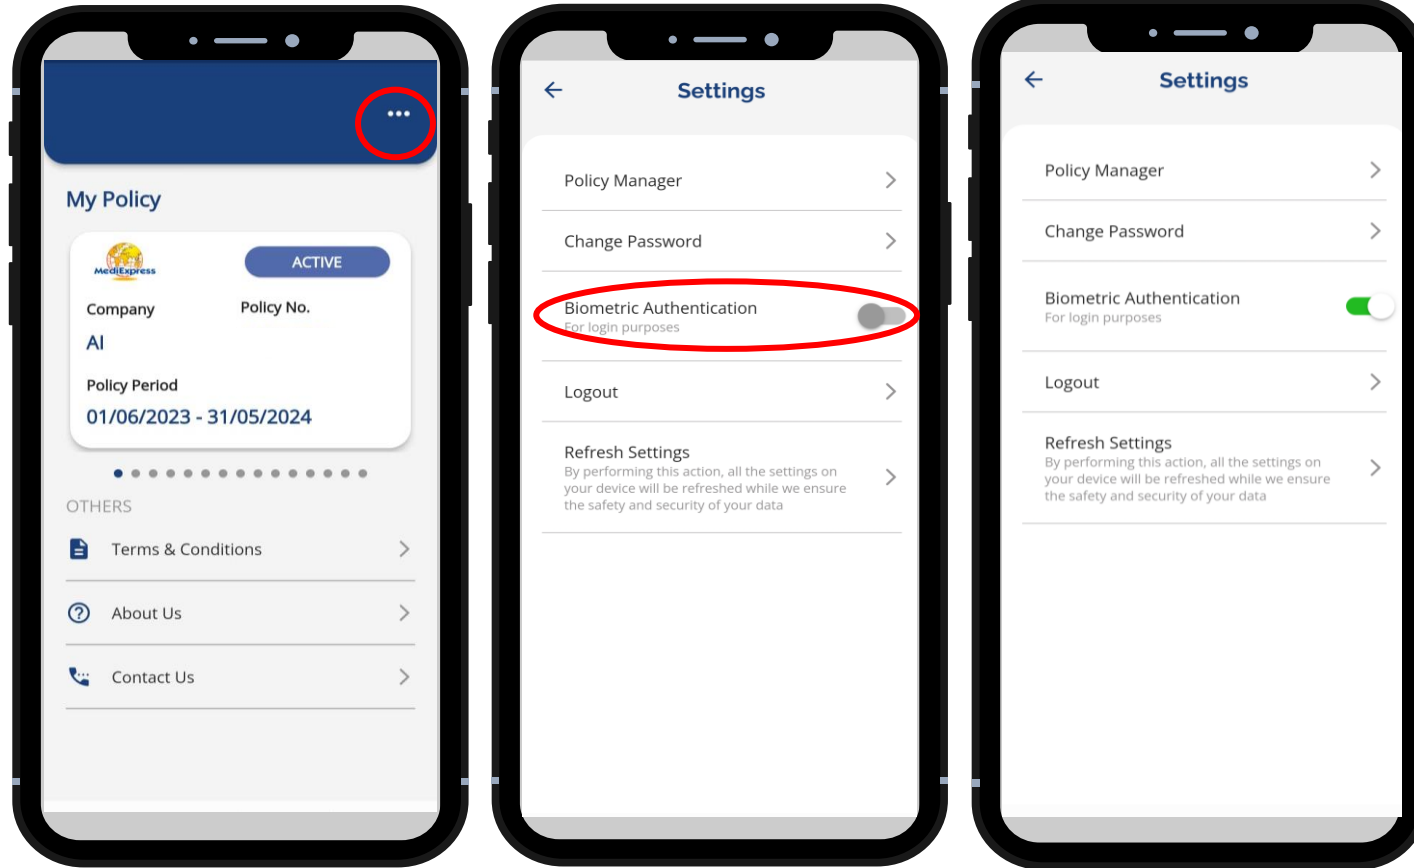 My Policy
MediExpress
ACTIVE
Company
Policy No.
AI
Policy Period
01/06/2023 - 31/05/2024
OTHERS
Terms & Conditions
About Us
Contact Us
Settings
Policy Manager
Change Password
Biometric Authentication
For login purposes
Logout
Refresh Settings
By performing this action, all the settings on
your device will be refreshed while we ensure
the safety and security of your data
Settings
Policy Manager
Change Password
Biometric Authentication
For login purposes
Logout
Refresh Settings
By performing this action, all the settings on
your device will be refreshed while we ensure
the safety and security of your data